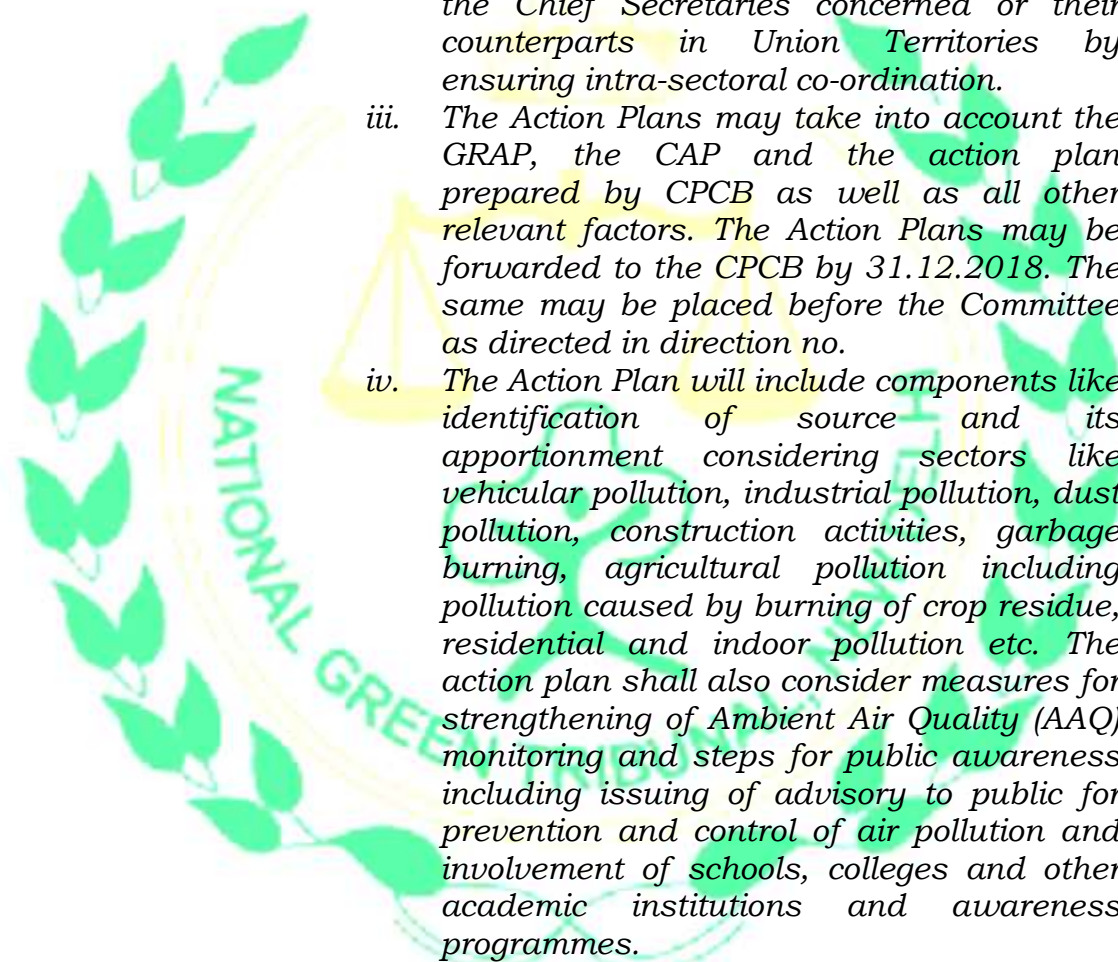 the Chief Secretaries concerned or their
counterparts in Union Territories by
ensuring intra-sectoral co-ordination.
iii. The Action Plans may take into account the
GRAP, the CAP and the action plan
prepared by CPCB as well as all other
relevant factors. The Action Plans may be
forwarded to the CPCB by 31.12.2018. The
same may be placed before the Committee
as directed in direction no.
iv. The Action Plan will include components like
identification of source and its
apportionment considering sectors like
vehicular pollution, industrial pollution, dust
pollution, construction activities, garbage
burning, agricultural pollution including
pollution caused by burning of crop residue,
residential and indoor pollution etc. The
action plan shall also consider measures for
strengthening of Ambient Air Quality (AAQ)
monitoring and steps for public awareness
including issuing of advisory to public for
prevention and control of air pollution and
involvement of schools, colleges and other
academic institutions and awareness
programmes.
NATIONAL GREEN TRIBUNAL, NEW DELH